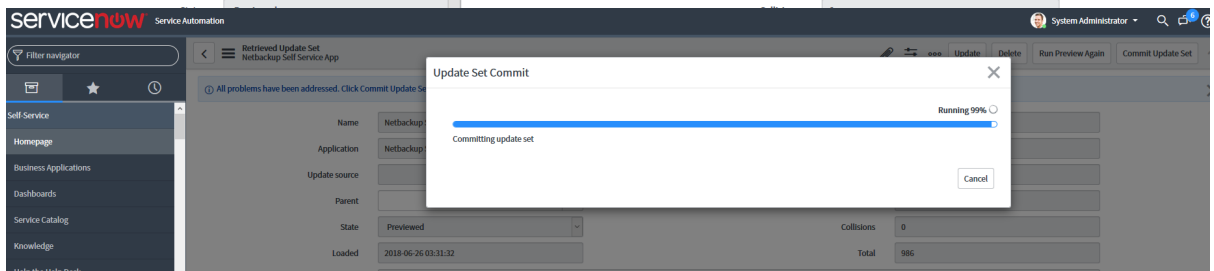 servicenow Service Automation
System Administrator
6
Filter navigator
Retrieved Update Set
Netbackup Self Service App
Update
Delete
Run Preview Again
Commit Update Set
Update Set Commit
All problems have been addressed. Click Commit Update Se
Running 99%
Committing update set
Cancel
Self-Service
Homepage
Business Applications
Dashboards
Service Catalog
Knowledge
Name Netbackup
Application Netbackup
Update source
Parent
State Previewed
Collisions 0
Loaded 2018-06-26 03:31:32
Total 986